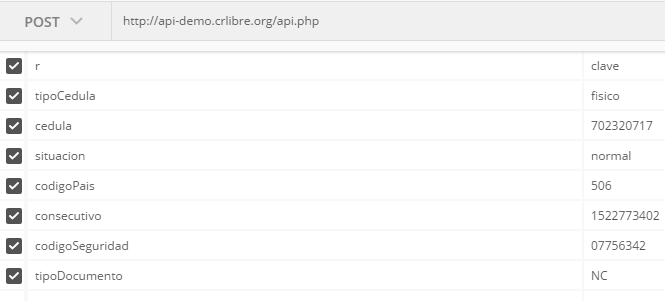 POST http://api-demo.crlibre.org/api.php
r clave
tipoCedula fisico
cedula 702320717
situacion normal
codigoPais 506
consecutivo 1522773402
codigoSeguridad 07756342
tipoDocumento NC